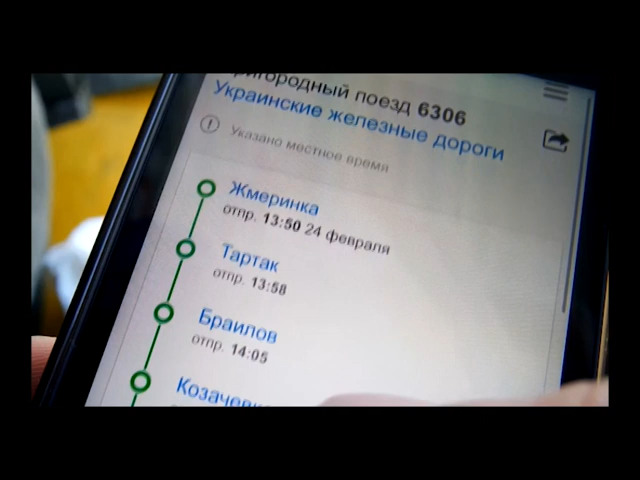 пригородный поезд 6306
Украинские железные дороги
Указано местное время
Жмеринка
отпр. 13:50 24 февраля
Тартак
отпр. 13:58
Браилов
отпр. 14:05